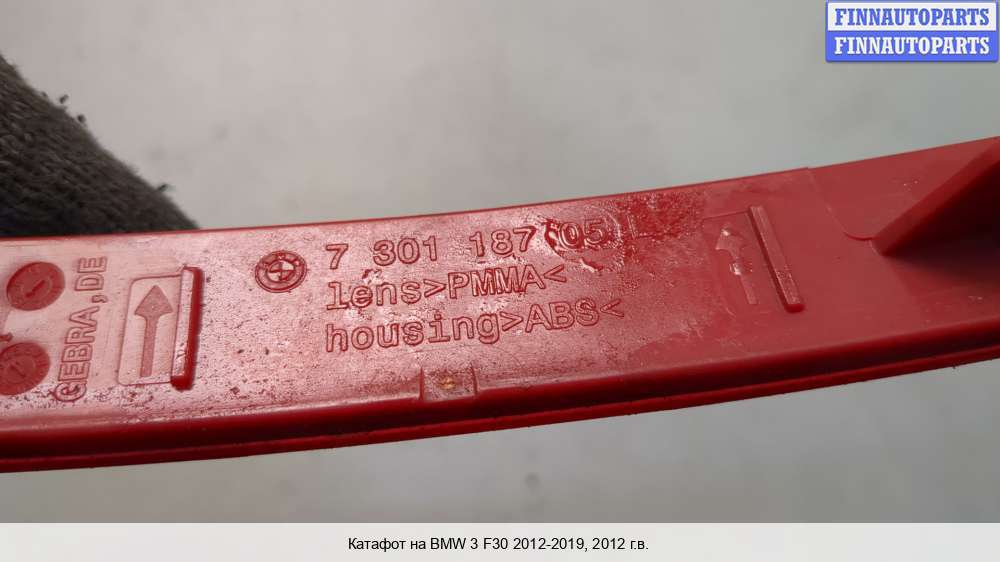 FINNAUTOPARTS
FINNAUTOPARTS
7 301 187 05 L
lens>PMMA<
housing>ABS<
GEBRA,DE
Катафот на BMW 3 F30 2012-2019, 2012 г.в.